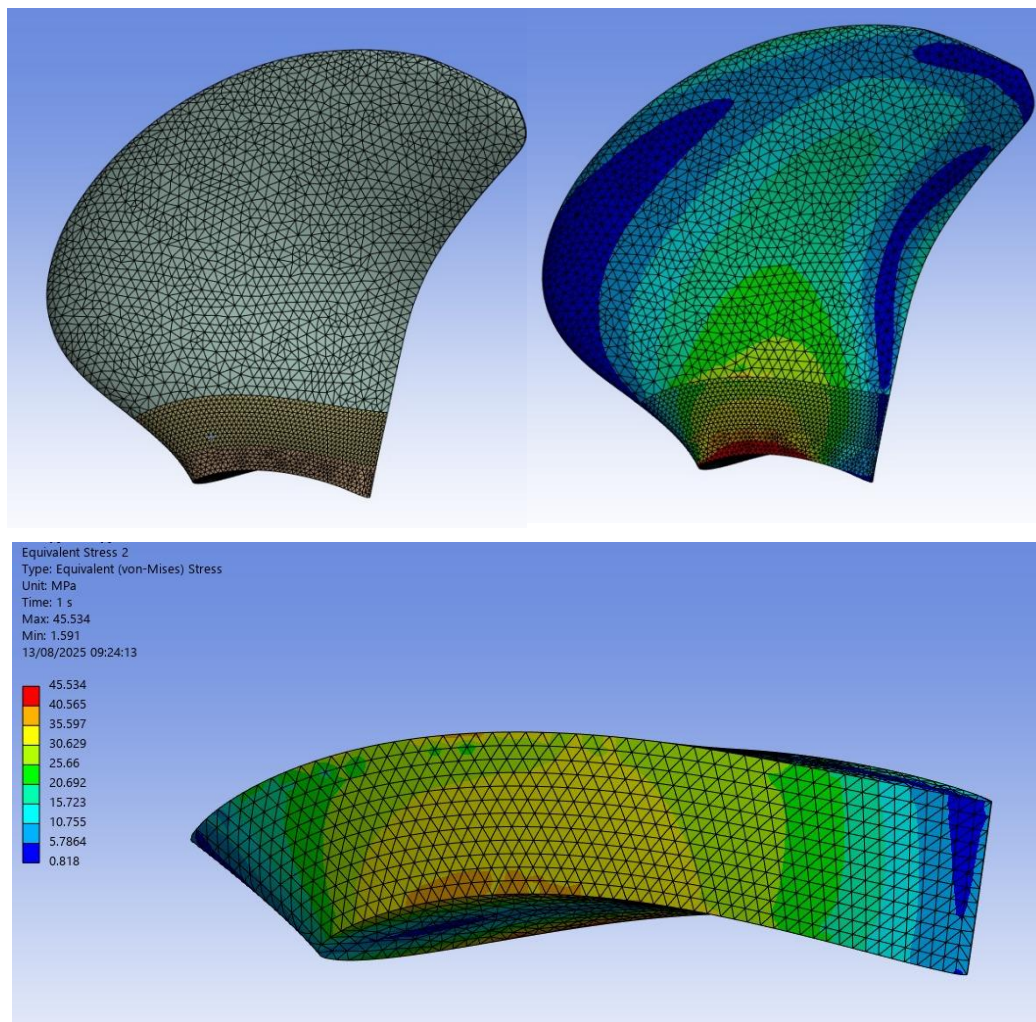 Equivalent Stress 2
Type: Equivalent (von-Mises) Stress
Unit: MPa
Time: 1 s
Max: 45.534
Min: 1.591
13/08/2025 09:24:13
45.534
40.565
35.597
30.629
25.66
20.692
15.723
10.755
5.7864
0.818